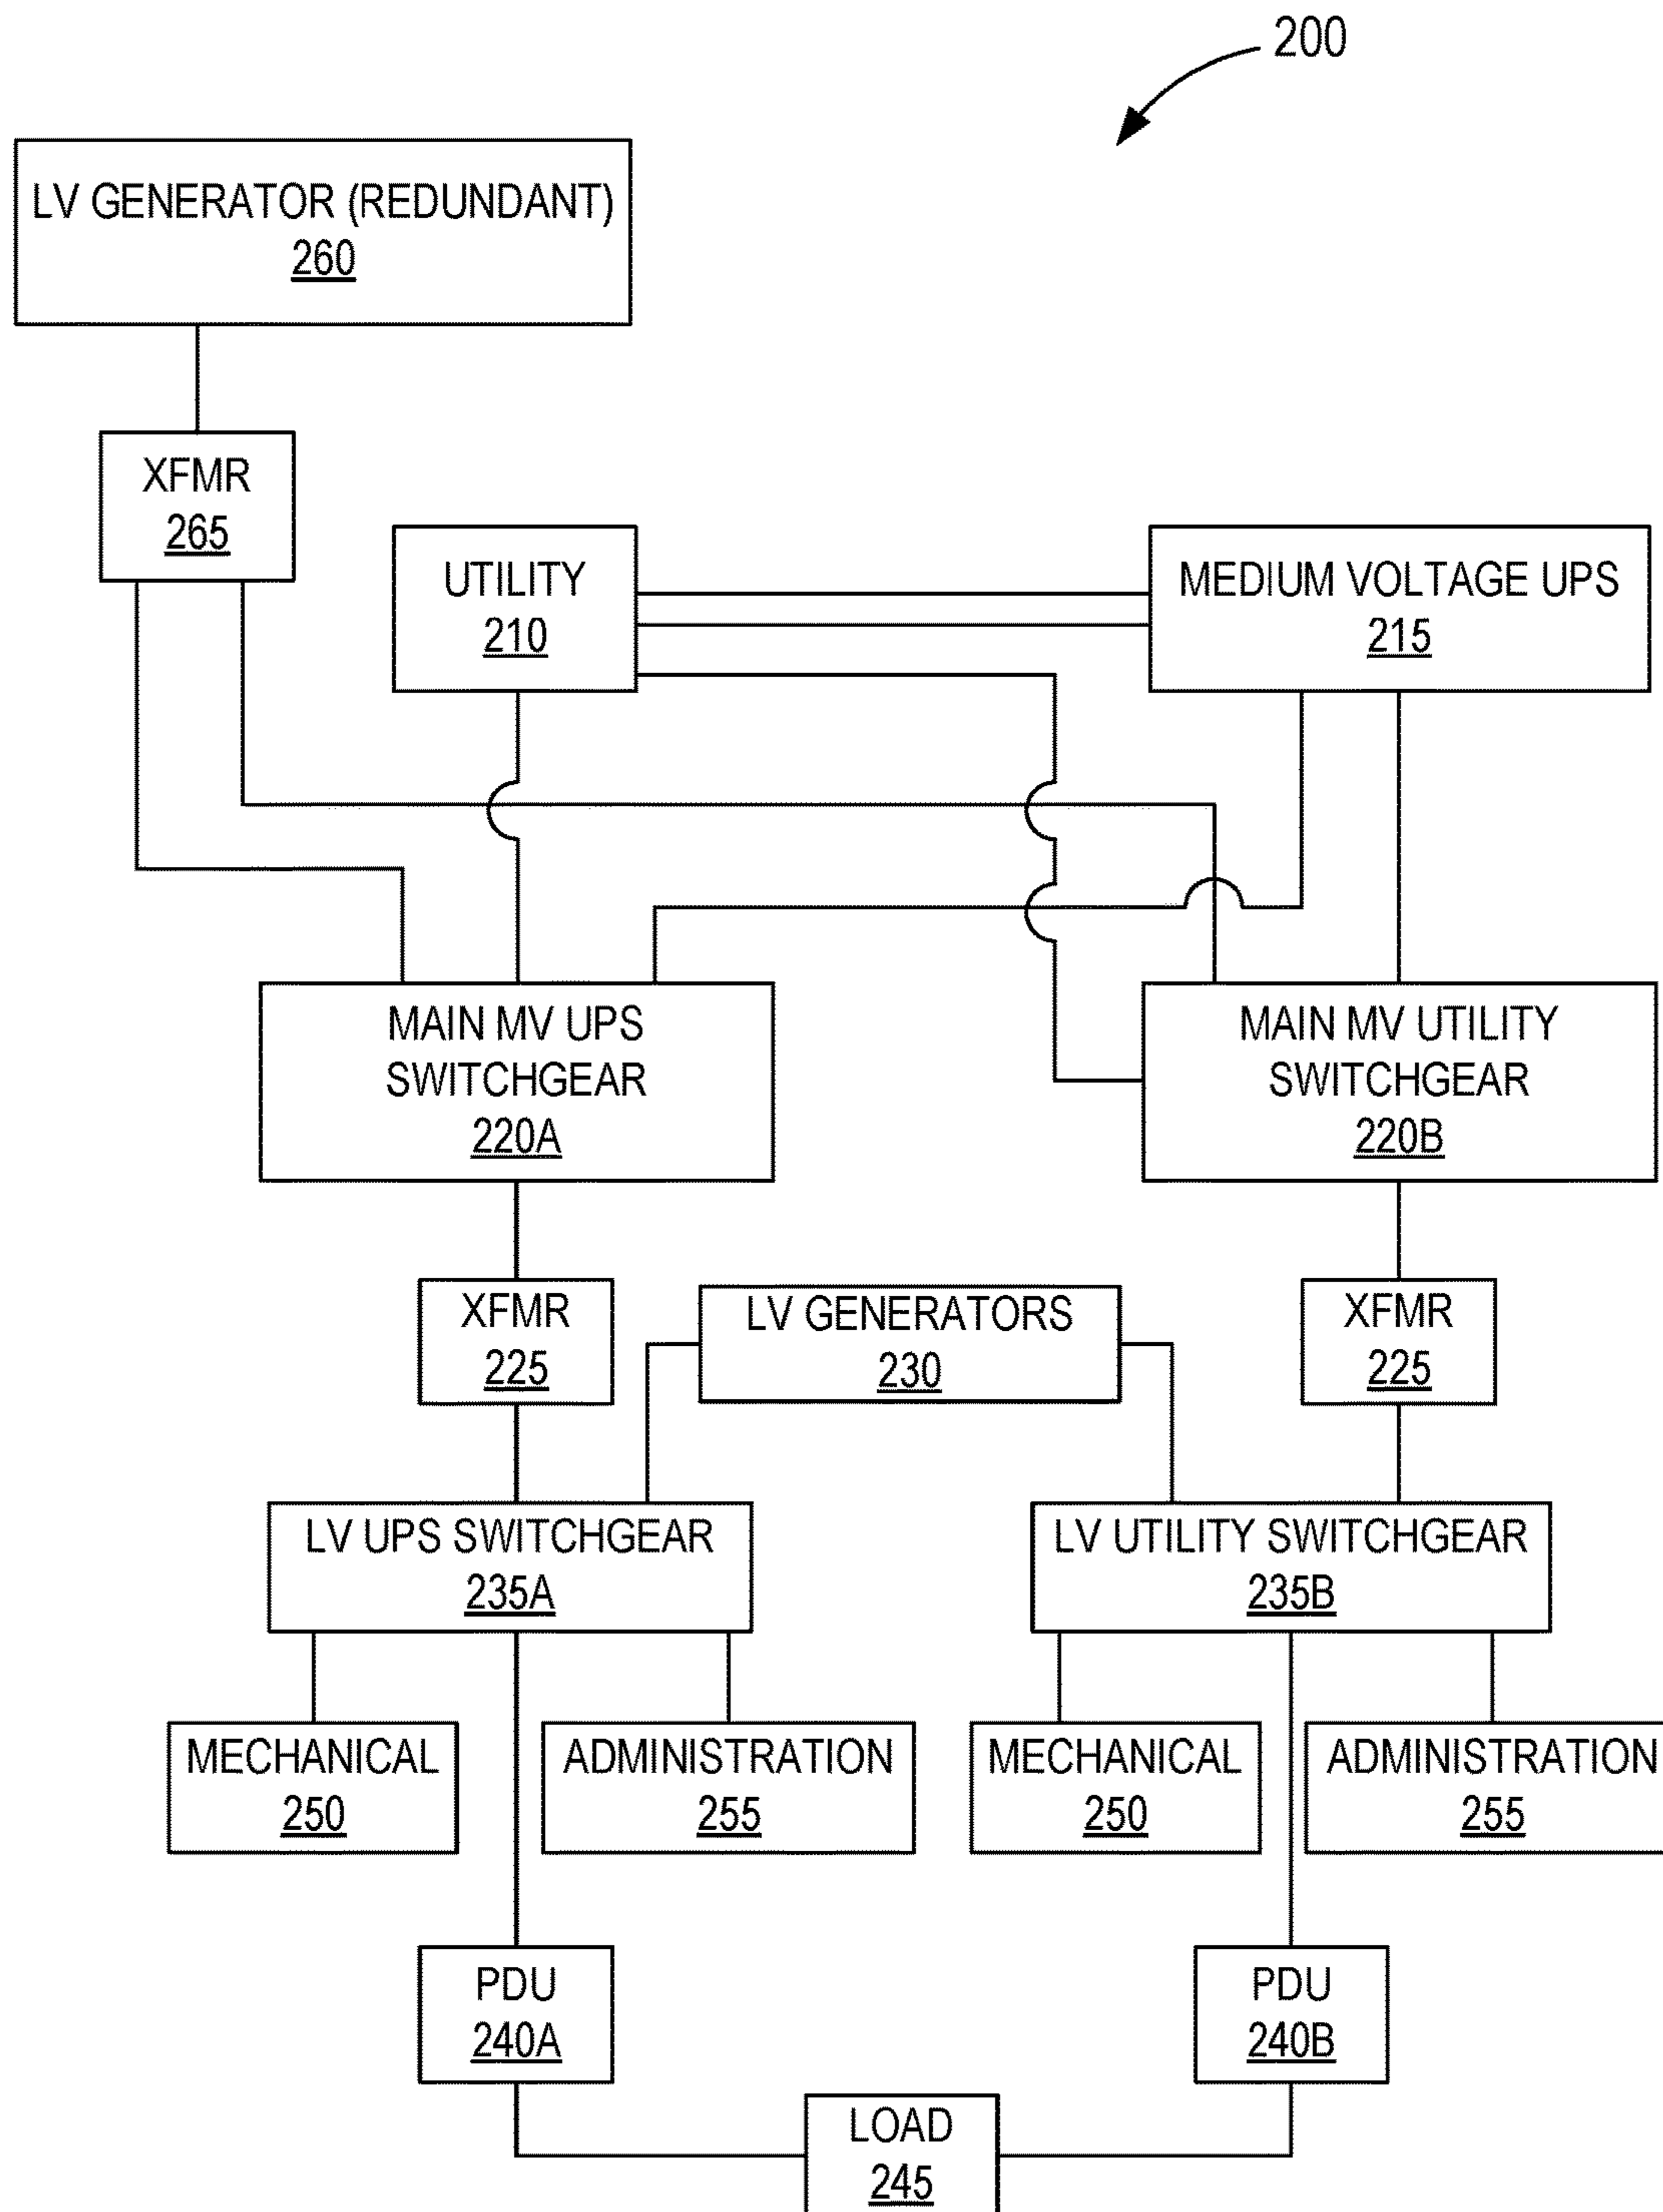 200
LV GENERATOR (REDUNDANT)
260
XFMR
265
UTILITY
210
MEDIUM VOLTAGE UPS
215
MAIN MV UPS
SWITCHGEAR
220A
MAIN MV UTILITY
SWITCHGEAR
220B
XFMR
225
LV GENERATORS
230
XFMR
225
LV UPS SWITCHGEAR
235A
LV UTILITY SWITCHGEAR
235B
MECHANICAL
250
ADMINISTRATION
255
MECHANICAL
250
ADMINISTRATION
255
PDU
240A
PDU
240B
LOAD
245